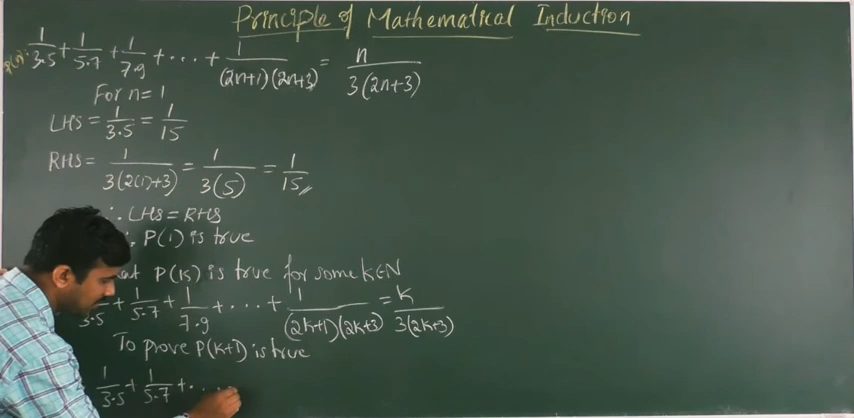 Principle of Mathematical Induction
P(n): 1/3.5 + 1/5.7 + 1/7.9 + ... + 1/(2n+1)(2n+3) = n/3(2n+3)
For n=1
LHS = 1/3.5 = 1/15
RHS = 1/3(2(1)+3) = 1/3(5) = 1/15
∴ LHS = RHS
∴ P(1) is true
P(k) is true for some k∈N
1/3.5 + 1/5.7 + 1/7.9 + ... + 1/(2k+1)(2k+3) = k/3(2k+3)
To prove P(k+1) is true
1/3.5 + 1/5.7 + ...